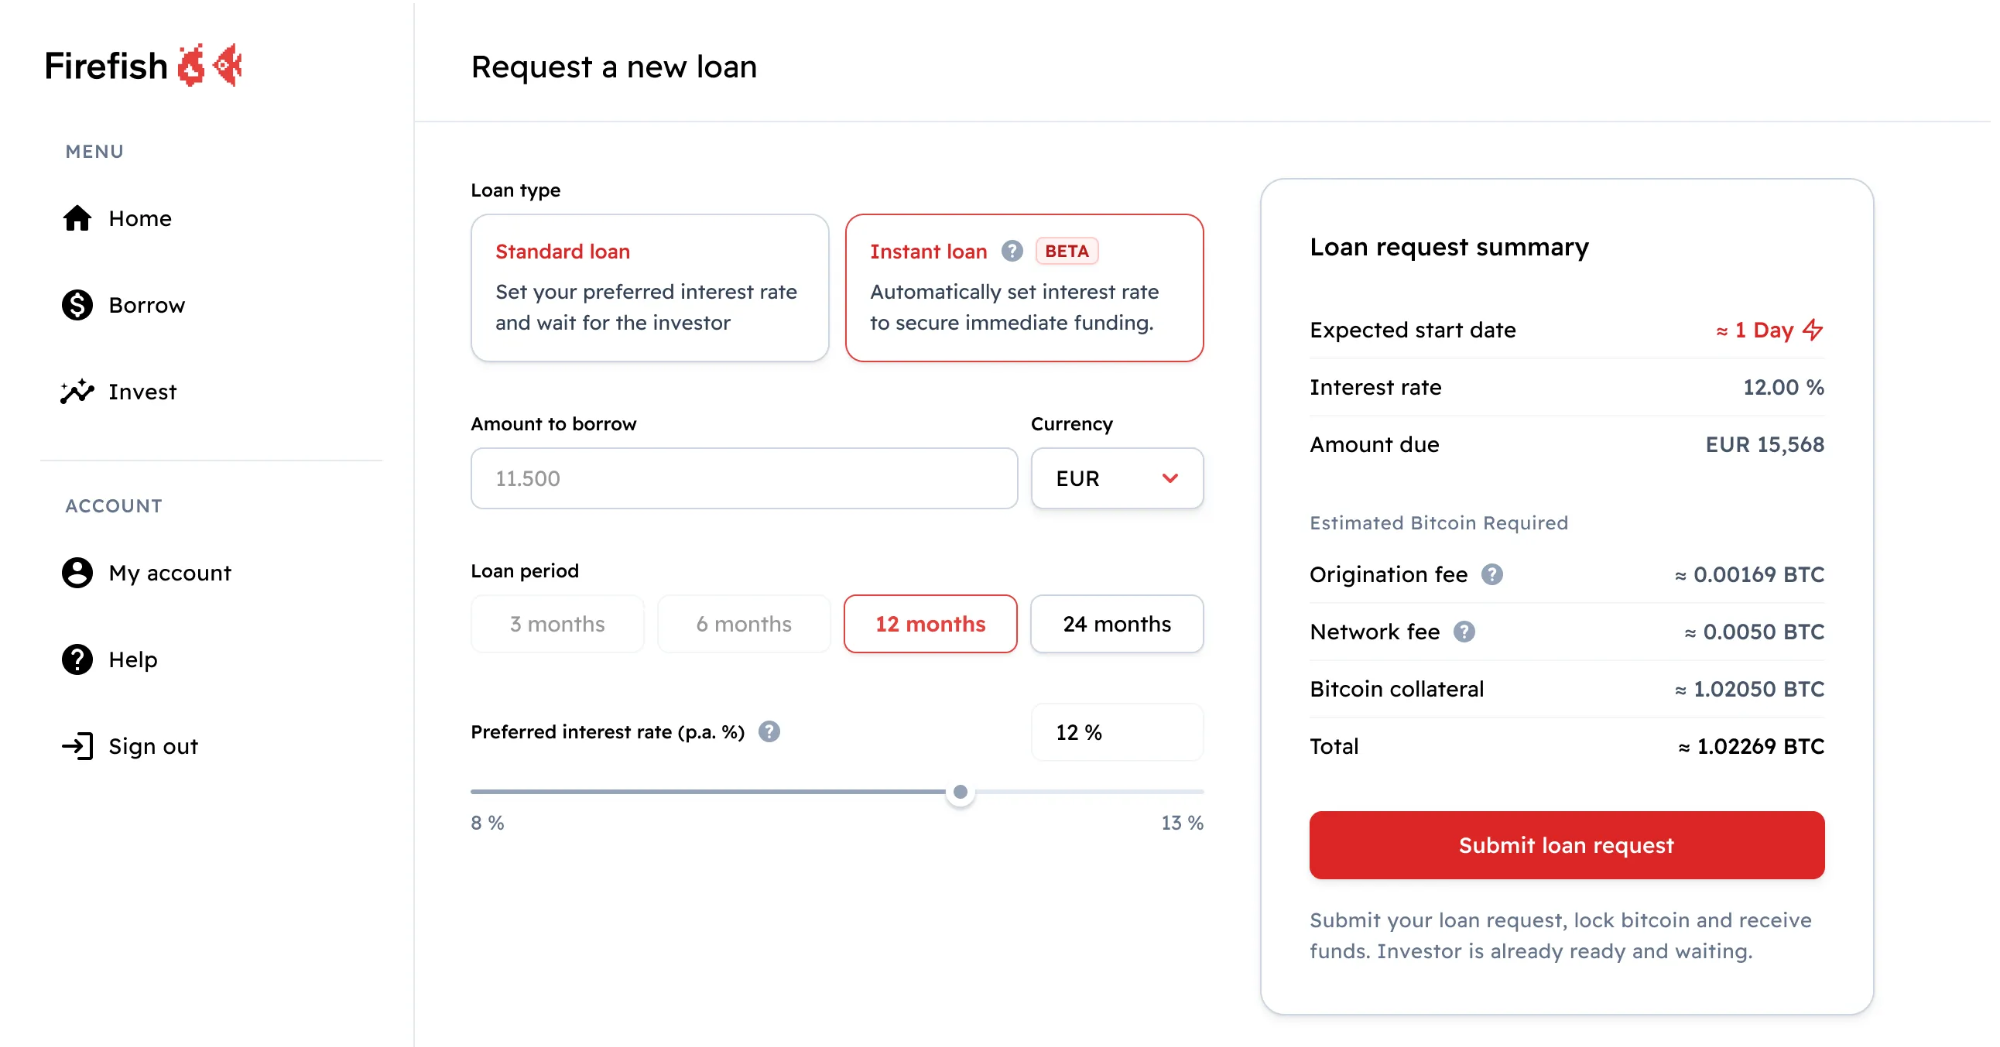 Firefish
MENU
Home
Borrow
Invest
ACCOUNT
My account
Help
Sign out
Request a new loan
Loan type
Standard loan
Set your preferred interest rate
and wait for the investor
Instant loan ? BETA
Automatically set interest rate
to secure immediate funding.
Amount to borrow
11.500
Currency
EUR
Loan period
3 months
6 months
12 months
24 months
Preferred interest rate (p.a. %) ?
12 %
8 %
13 %
Loan request summary
Expected start date ≈ 1 Day
Interest rate 12.00 %
Amount due EUR 15,568
Estimated Bitcoin Required
Origination fee ? ≈ 0.00169 BTC
Network fee ? ≈ 0.0050 BTC
Bitcoin collateral ≈ 1.02050 BTC
Total ≈ 1.02269 BTC
Submit loan request
Submit your loan request, lock bitcoin and receive
funds. Investor is already ready and waiting.